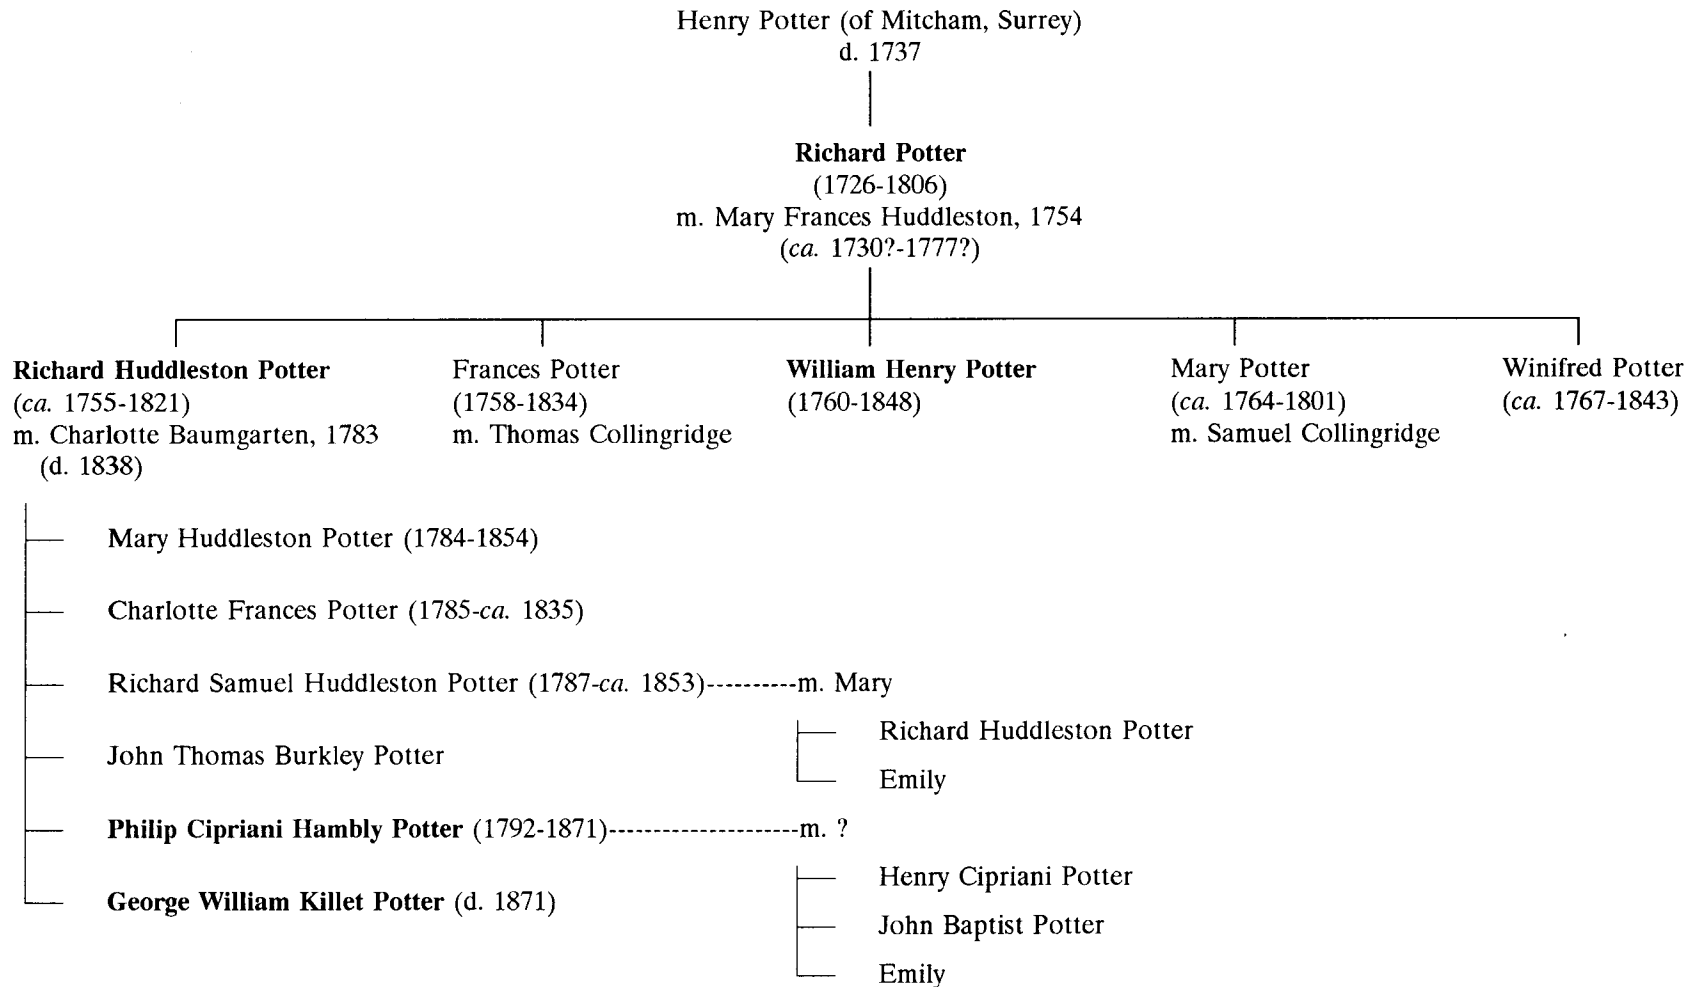 Henry Potter (of Mitcham, Surrey)
d. 1737
Richard Potter
(1726-1806)
m. Mary Frances Huddleston, 1754
(ca. 1730?-1777?)
Richard Huddleston Potter
(ca. 1755-1821)
m. Charlotte Baumgarten, 1783
(d. 1838)
Frances Potter
(1758-1834)
m. Thomas Collingridge
William Henry Potter
(1760-1848)
Mary Potter
(ca. 1764-1801)
m. Samuel Collingridge
Winifred Potter
(ca. 1767-1843)
Mary Huddleston Potter (1784-1854)
Charlotte Frances Potter (1785-ca. 1835)
Richard Samuel Huddleston Potter (1787-ca. 1853)----------m. Mary
Richard Huddleston Potter
John Thomas Burkley Potter
Emily
Philip Cipriani Hambly Potter (1792-1871)--------------------m. ?
Henry Cipriani Potter
George William Killet Potter (d. 1871)
John Baptist Potter
Emily